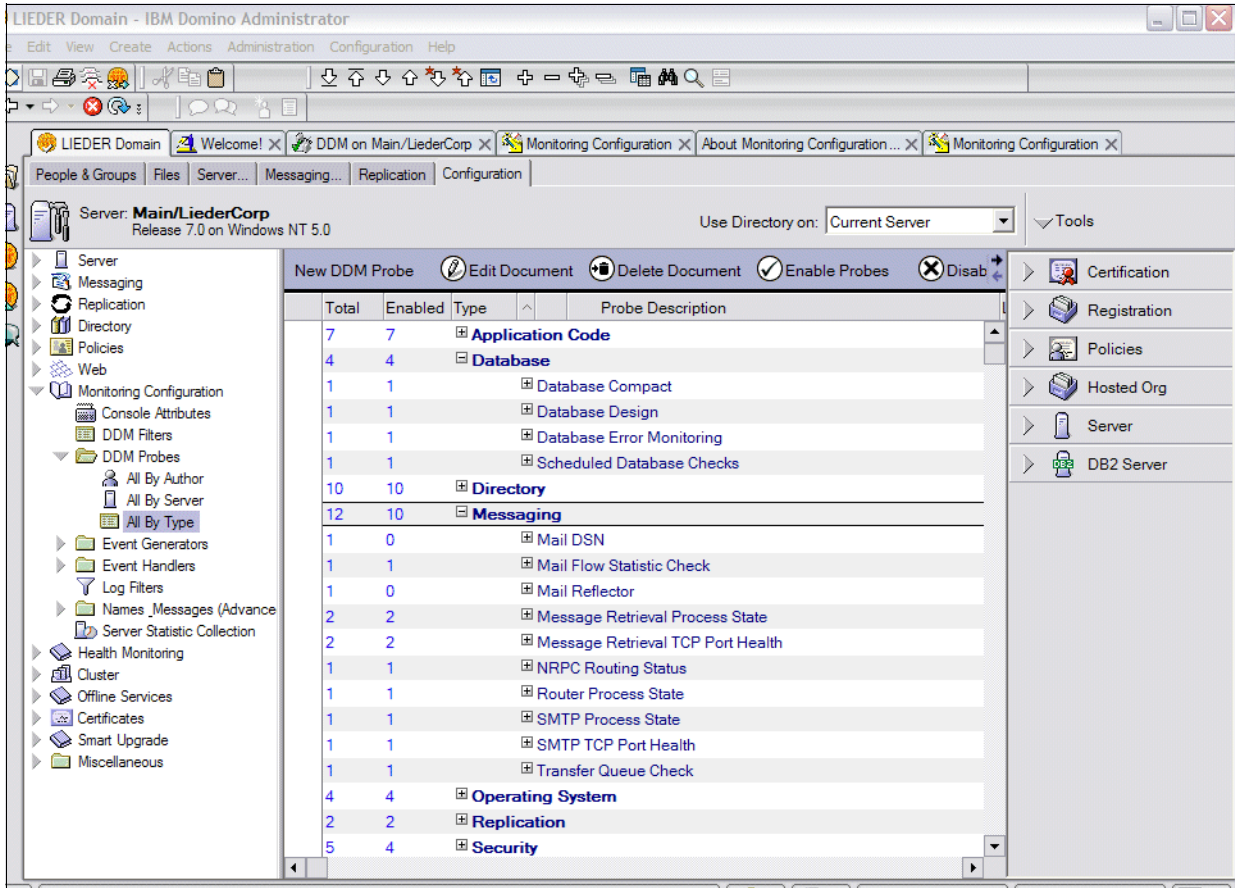 LIEDER Domain - IBM Domino Administrator
e Edit View Create Actions Administration Configuration Help
LIEDER Domain Welcome! DDM on Main/LiederCorp Monitoring Configuration About Monitoring Configuration ... Monitoring Configuration
People & Groups Files Server... Messaging... Replication Configuration
Server: Main/LiederCorp
Release 7.0 on Windows NT 5.0
Use Directory on: Current Server
Tools
Server
Messaging
Replication
Directory
Policies
Web
Monitoring Configuration
Console Attributes
DDM Filters
DDM Probes
All By Author
All By Server
All By Type
Event Generators
Event Handlers
Log Filters
Names _Messages (Advance
Server Statistic Collection
Health Monitoring
Cluster
Offline Services
Certificates
Smart Upgrade
Miscellaneous
New DDM Probe Edit Document Delete Document Enable Probes Disab
Total Enabled Type Probe Description
7 7 Application Code
4 4 Database
1 1 Database Compact
1 1 Database Design
1 1 Database Error Monitoring
1 1 Scheduled Database Checks
10 10 Directory
12 10 Messaging
1 0 Mail DSN
1 1 Mail Flow Statistic Check
1 0 Mail Reflector
2 2 Message Retrieval Process State
2 2 Message Retrieval TCP Port Health
1 1 NRPC Routing Status
1 1 Router Process State
1 1 SMTP Process State
1 1 SMTP TCP Port Health
1 1 Transfer Queue Check
4 4 Operating System
2 2 Replication
5 4 Security
Certification
Registration
Policies
Hosted Org
Server
DB2 DB2 Server